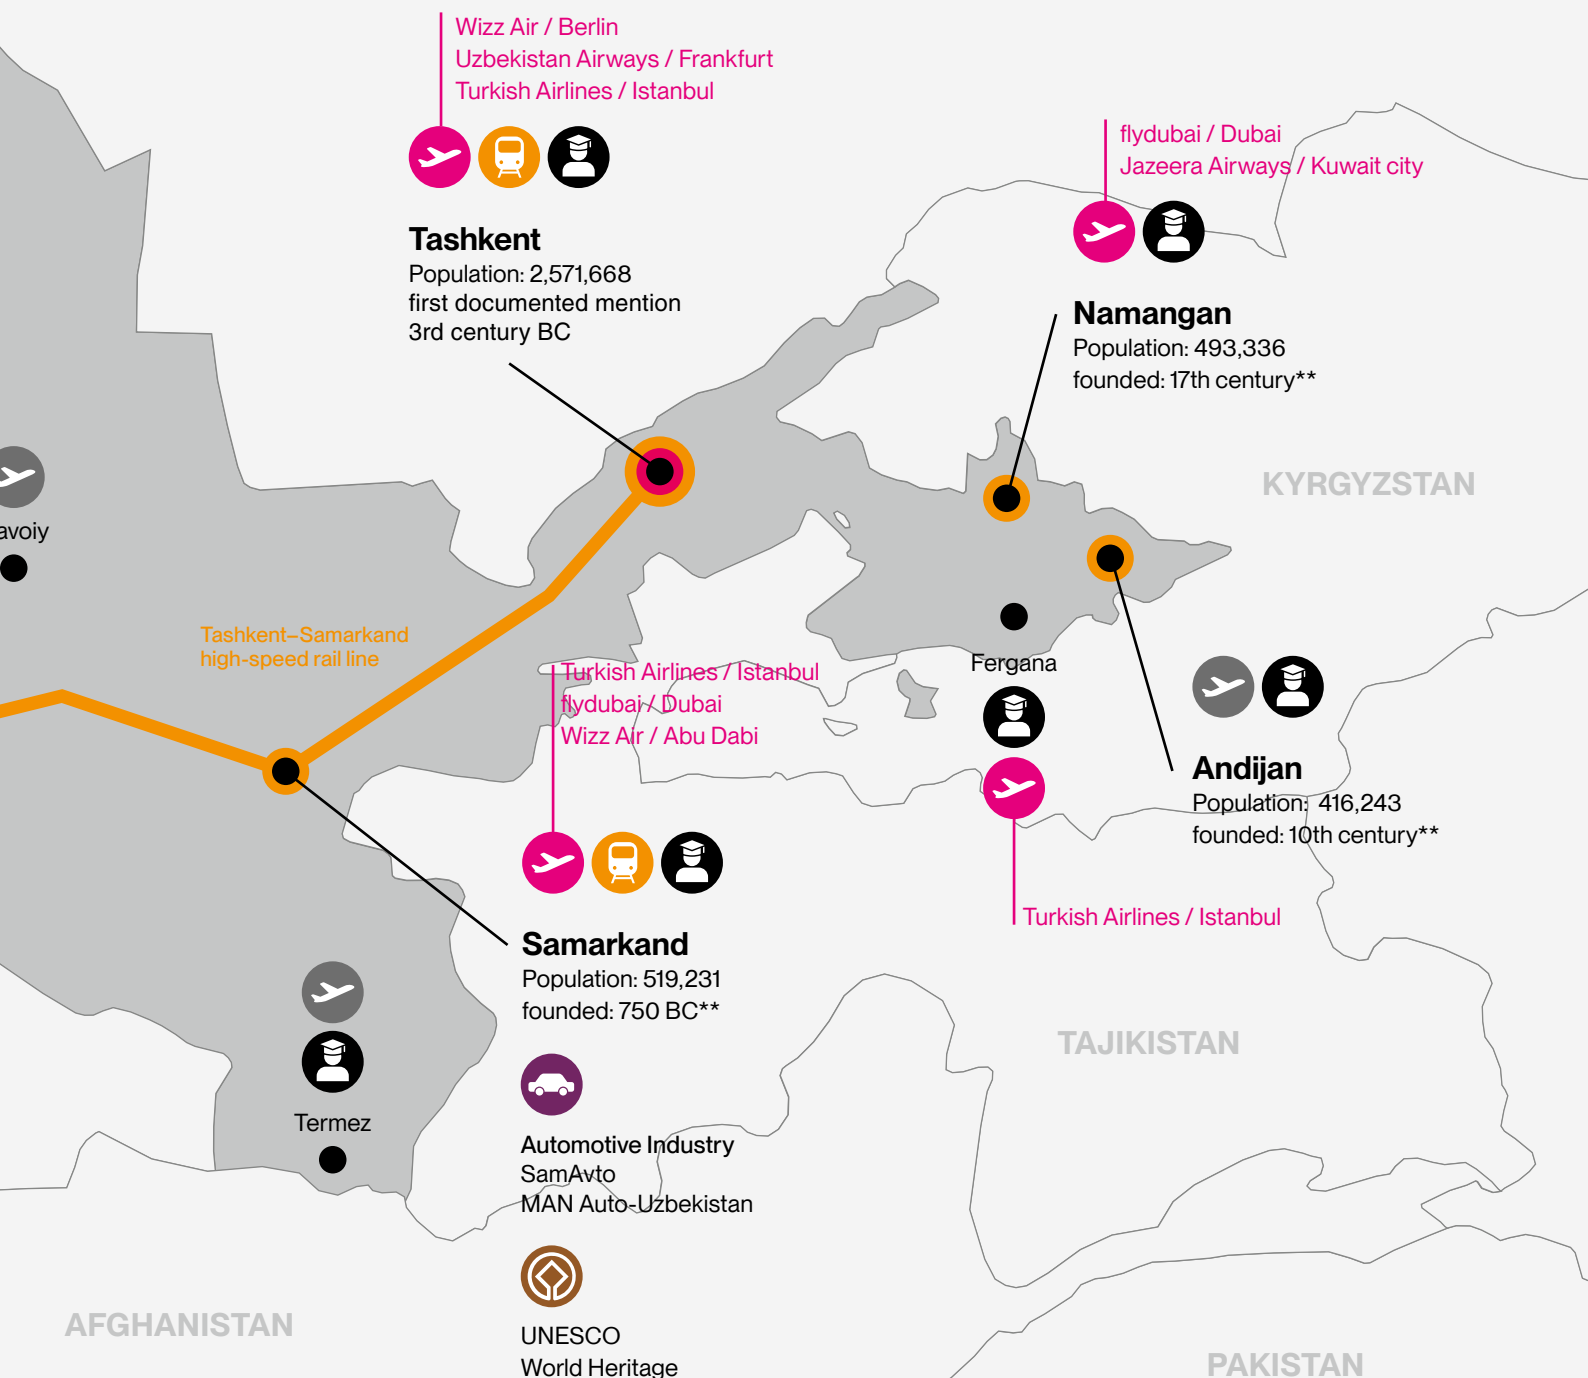 Wizz Air / Berlin
Uzbekistan Airways / Frankfurt
Turkish Airlines / Istanbul
Tashkent
Population: 2,571,668
first documented mention
3rd century BC
flydubai / Dubai
Jazeera Airways / Kuwait city
Namangan
Population: 493,336
founded: 17th century**
KYRGYZSTAN
avoiy
Tashkent–Samarkand
high-speed rail line
Turkish Airlines / Istanbul
flydubai / Dubai
Wizz Air / Abu Dabi
Fergana
Turkish Airlines / Istanbul
Andijan
Population: 416,243
founded: 10th century**
Samarkand
Population: 519,231
founded: 750 BC**
Automotive Industry
SamAvto
MAN Auto-Uzbekistan
UNESCO
World Heritage
Termez
TAJIKISTAN
AFGHANISTAN
PAKISTAN